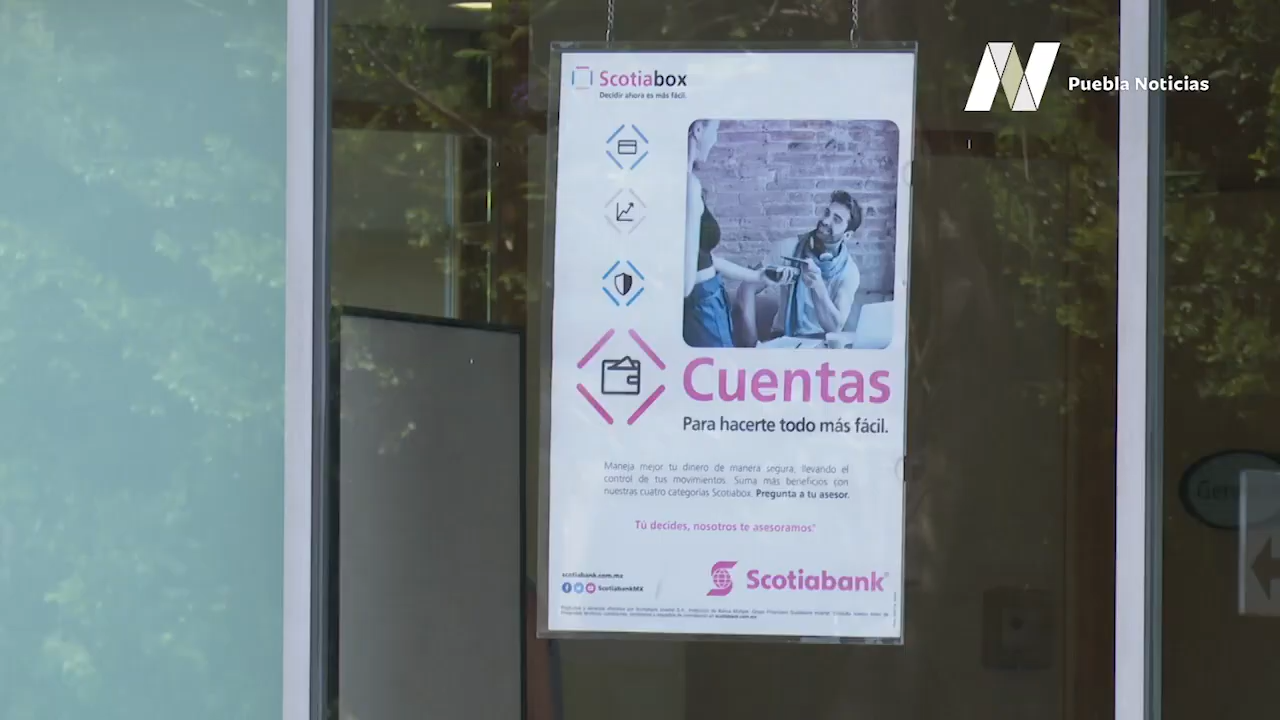 Puebla Noticias
Scotiabox
Decidir ahora es más fácil.
Cuentas
Para hacerte todo más fácil.
Maneja mejor tu dinero de manera segura, llevando el
control de tus movimientos. Suma más beneficios con
nuestras cuatro categorías Scotiabox. Pregunta a tu asesor.
Tú decides, nosotros te asesoramos®
Scotiabank®
scotiabank.com.mx
ScotiabankMX